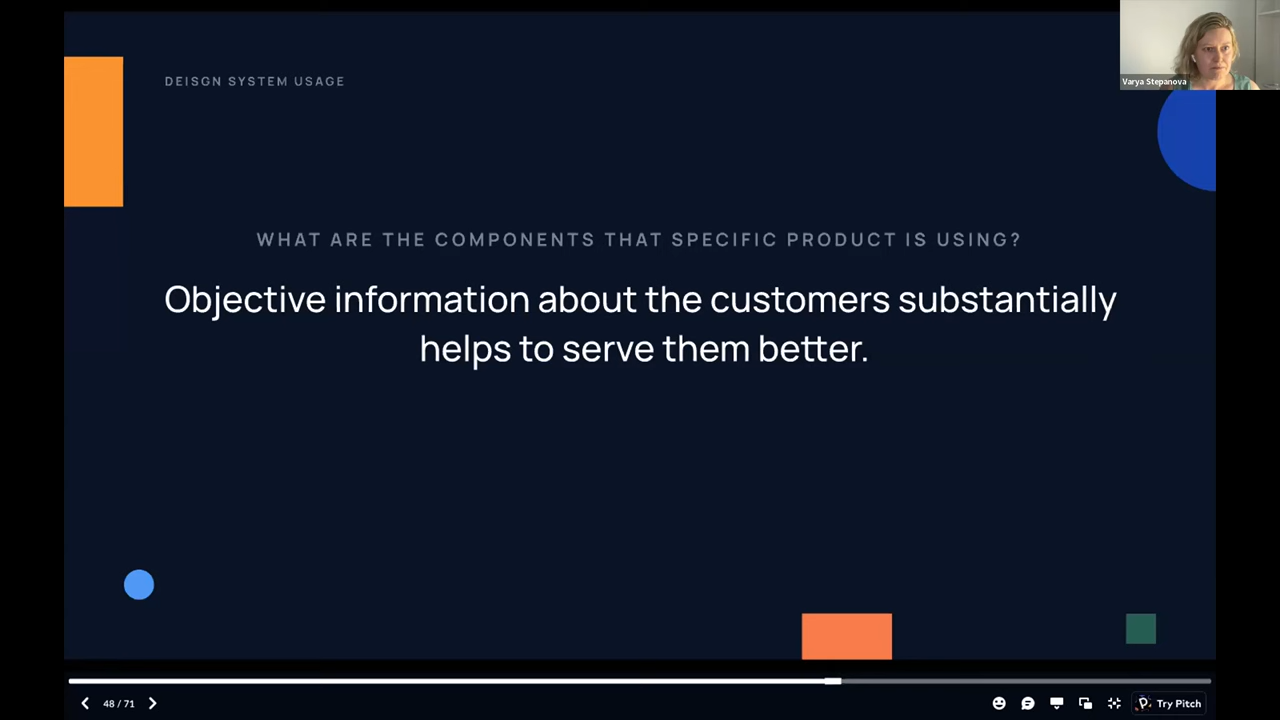 Varya Stepanova
DEISGN SYSTEM USAGE
WHAT ARE THE COMPONENTS THAT SPECIFIC PRODUCT IS USING?
Objective information about the customers substantially
helps to serve them better.
48 / 71
Try Pitch